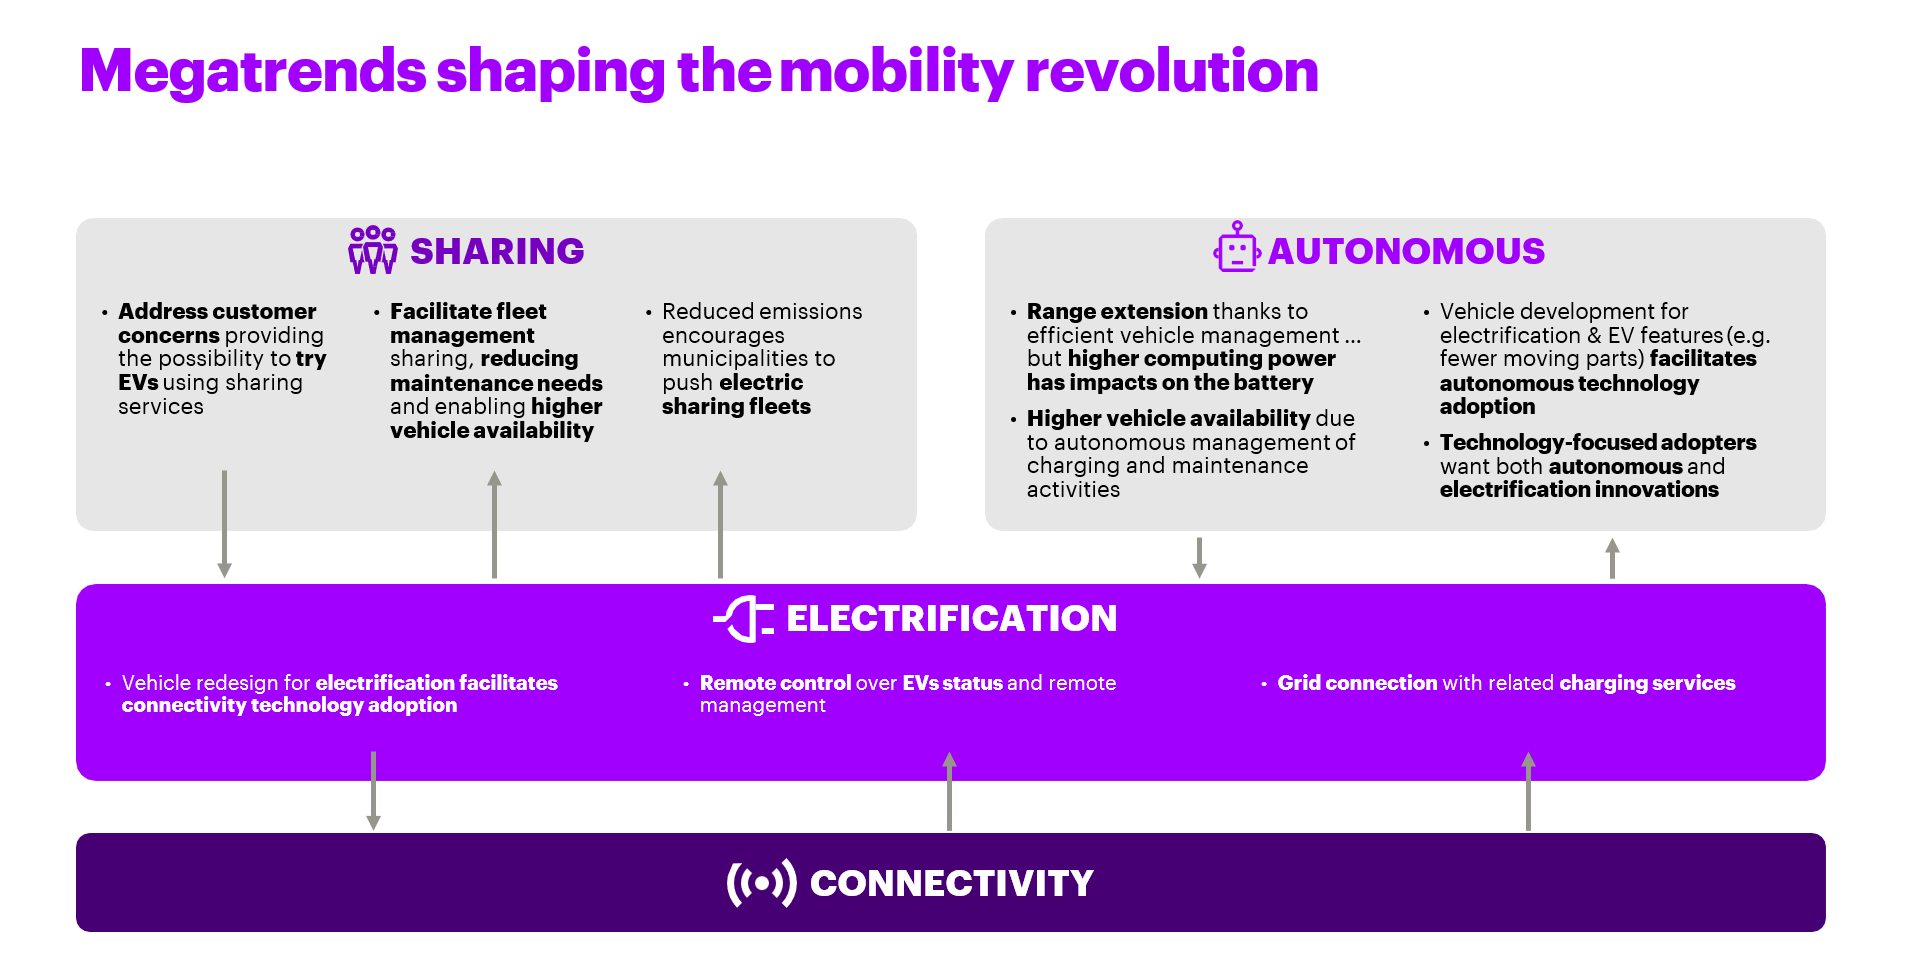 Megatrends shaping the mobility revolution
SHARING
• Address customer
concerns providing
the possibility to try
EVs using sharing
services
• Facilitate fleet
management
sharing, reducing
maintenance needs
and enabling higher
vehicle availability
• Reduced emissions
encourages
municipalities to
push electric
sharing fleets
AUTONOMOUS
• Range extension thanks to
efficient vehicle management ...
but higher computing power
has impacts on the battery
• Higher vehicle availability due
to autonomous management of
charging and maintenance
activities
• Vehicle development for
electrification & EV features (e.g.
fewer moving parts) facilitates
autonomous technology
adoption
• Technology-focused adopters
want both autonomous and
electrification innovations
ELECTRIFICATION
• Vehicle redesign for electrification facilitates
connectivity technology adoption
• Remote control over EVs status and remote
management
• Grid connection with related charging services
CONNECTIVITY